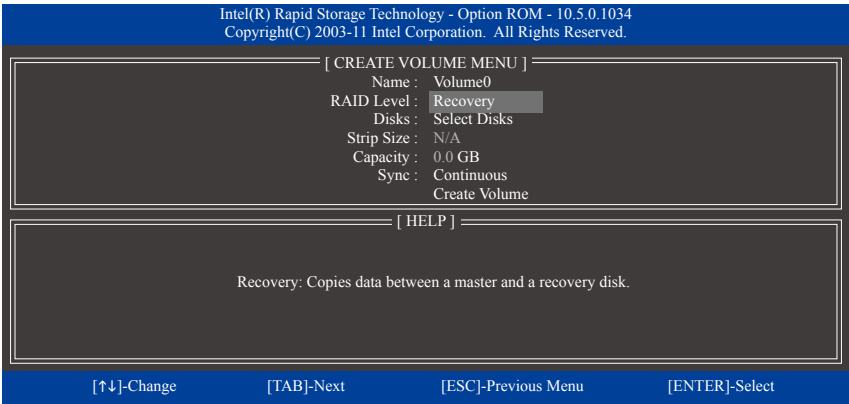 Intel(R) Rapid Storage Technology - Option ROM - 10.5.0.1034
Copyright(C) 2003-11 Intel Corporation. All Rights Reserved.
[ CREATE VOLUME MENU ]
Name : Volume0
RAID Level : Recovery
Disks : Select Disks
Strip Size : N/A
Capacity : 0.0 GB
Sync : Continuous
Create Volume
[ HELP ]
Recovery: Copies data between a master and a recovery disk.
[↑↓]-Change [TAB]-Next [ESC]-Previous Menu [ENTER]-Select